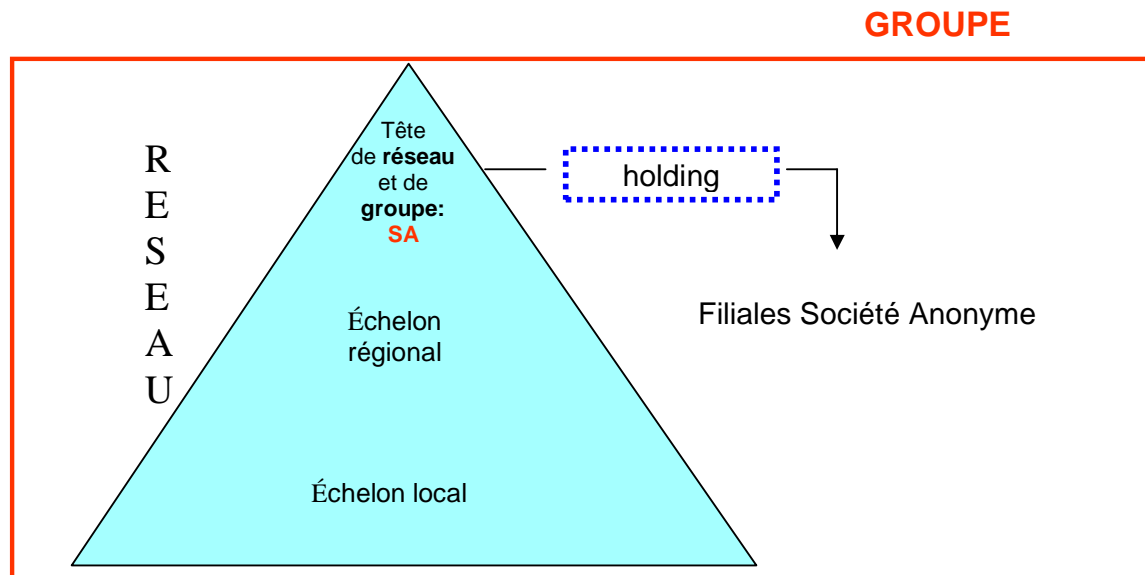 GROUPE
R
E
S
E
A
U
Tête
de réseau
et de
groupe:
SA
holding
Filiales Société Anonyme
Échelon
régional
Échelon local